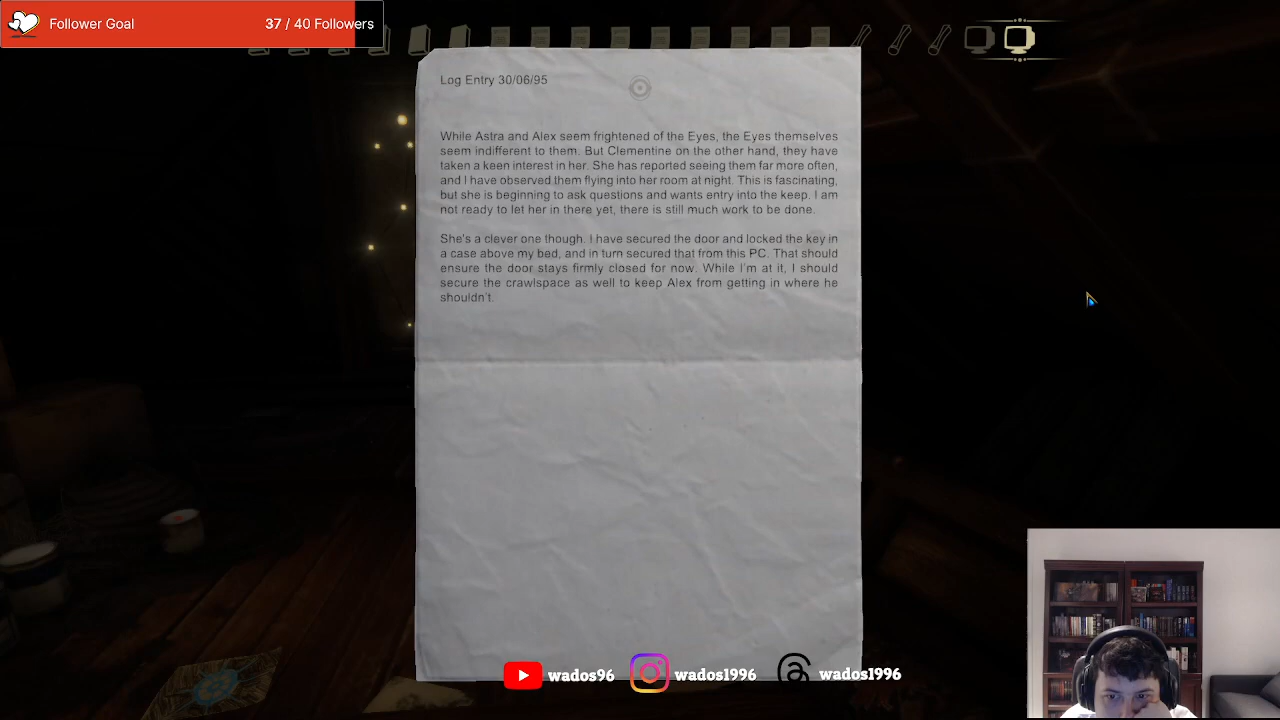 Follower Goal
37 / 40 Followers
Log Entry 30/06/95
While Astra and Alex seem frightened of the Eyes, the Eyes themselves
seem indifferent to them. But Clementine on the other hand, they have
taken a keen interest in her. She has reported seeing them far more often,
and I have observed them flying into her room at night. This is fascinating,
but she is beginning to ask questions and wants entry into the keep. I am
not ready to let her in there yet, there is still much work to be done.
She's a clever one though. I have secured the door and locked the key in
a case above my bed, and in turn secured that from this PC. That should
ensure the door stays firmly closed for now. While I'm at it, I should
secure the crawlspace as well to keep Alex from getting in where he
shouldn't.
wados96
wados1996
wados1996